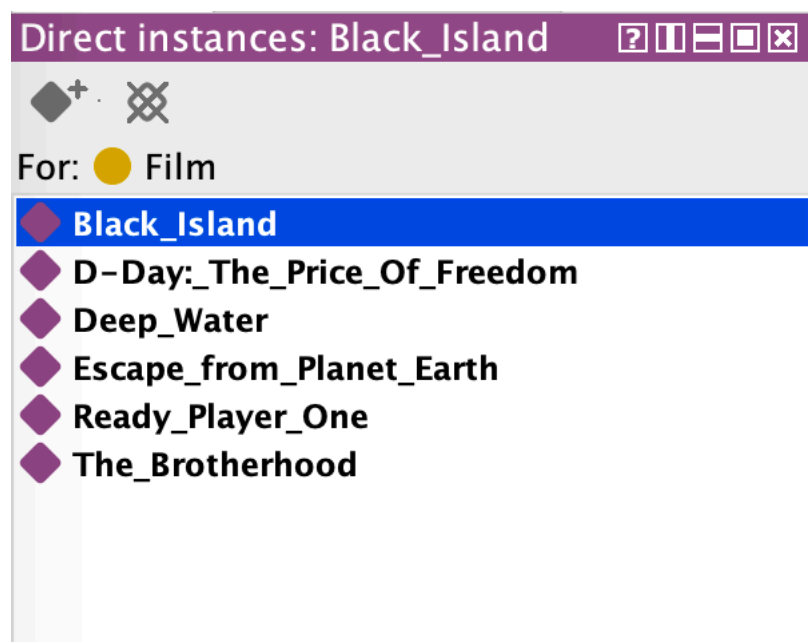 Direct instances: Black_Island
For: Film
Black_Island
D-Day:_The_Price_Of_Freedom
Deep_Water
Escape_from_Planet_Earth
Ready_Player_One
The_Brotherhood